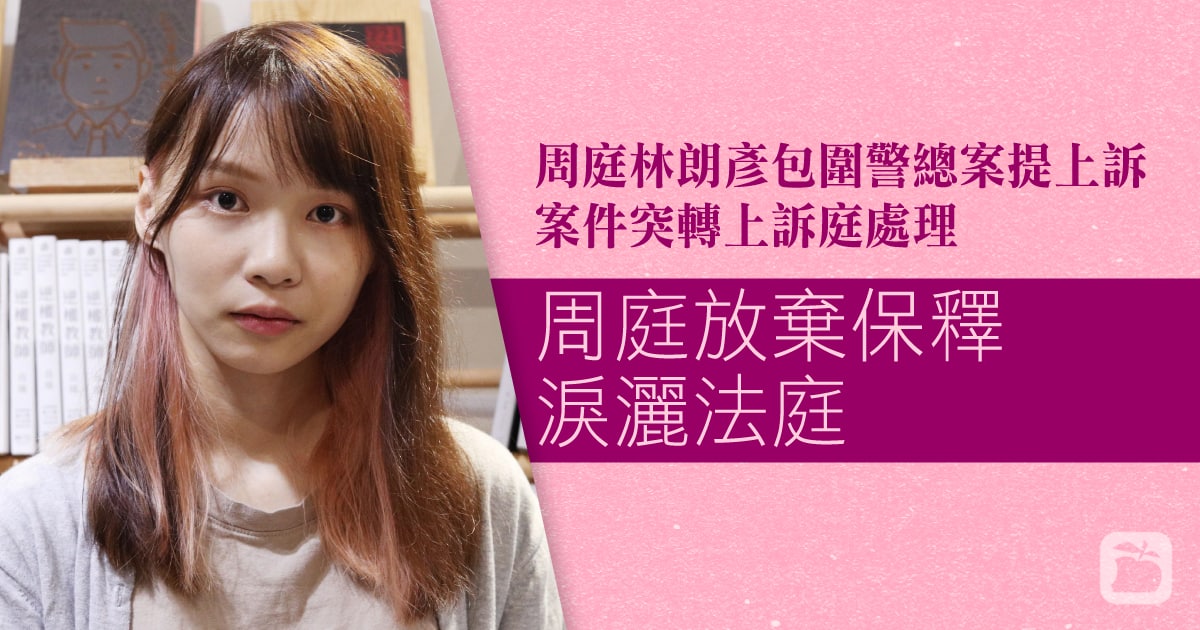 周庭林朗彥包圍警總案提上訴
案件突轉上訴庭處理
周庭放棄保釋
淚灑法庭